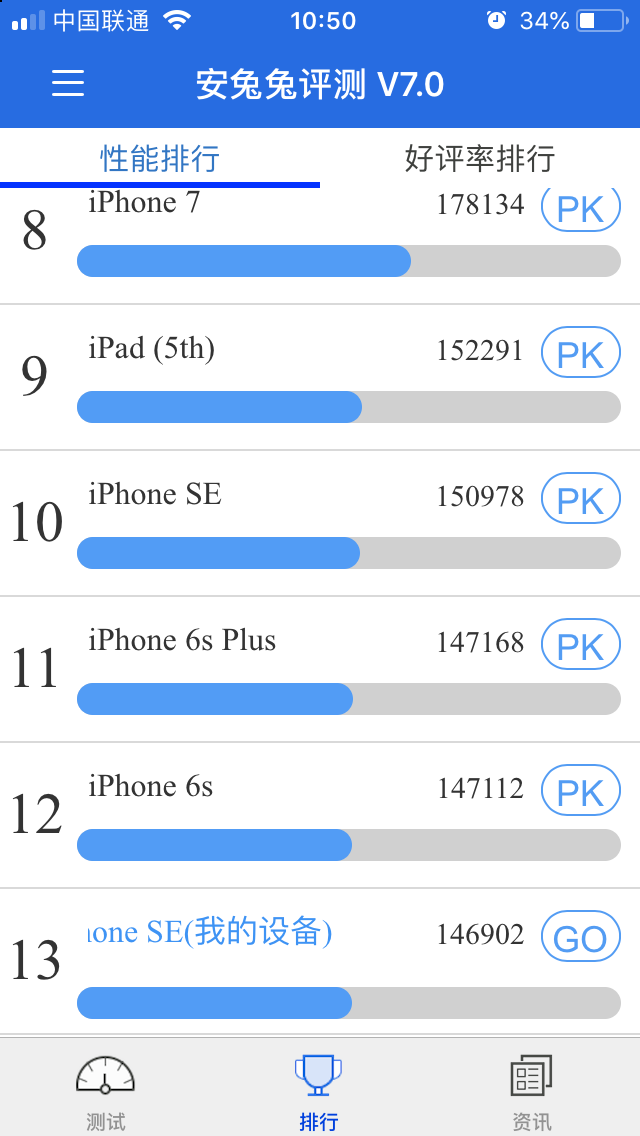 中国联通 10:50 34%
安兔兔评测 V7.0
性能排行 好评率排行
8 iPhone 7 178134 PK
9 iPad (5th) 152291 PK
10 iPhone SE 150978 PK
11 iPhone 6s Plus 147168 PK
12 iPhone 6s 147112 PK
13 hone SE(我的设备) 146902 GO
测试 排行 资讯